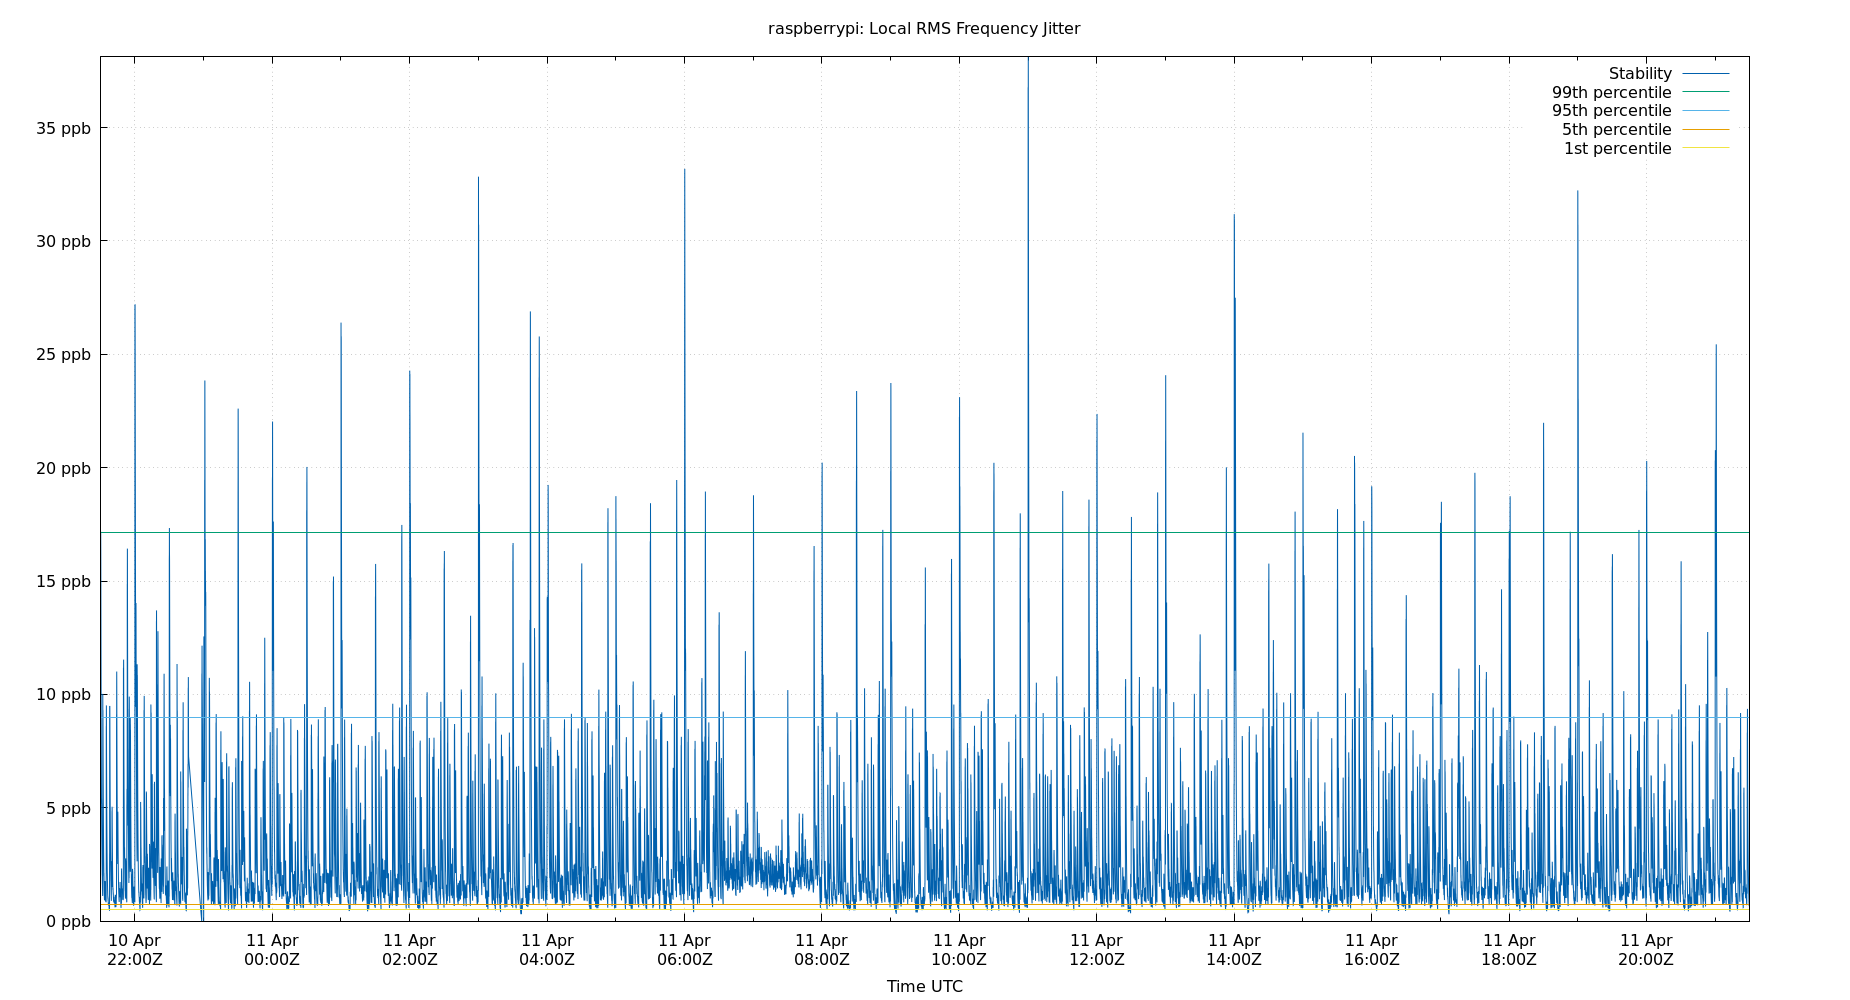 raspberrypi: Local RMS Frequency Jitter
Stability
99th percentile
95th percentile
5th percentile
1st percentile
35 ppb
30 ppb
25 ppb
20 ppb
15 ppb
10 ppb
5 ppb
0 ppb
10 Apr 11 Apr 11 Apr 11 Apr 11 Apr 11 Apr 11 Apr 11 Apr 11 Apr 11 Apr 11 Apr 11 Apr
22:00Z 00:00Z 02:00Z 04:00Z 06:00Z 08:00Z 10:00Z 12:00Z 14:00Z 16:00Z 18:00Z 20:00Z
Time UTC